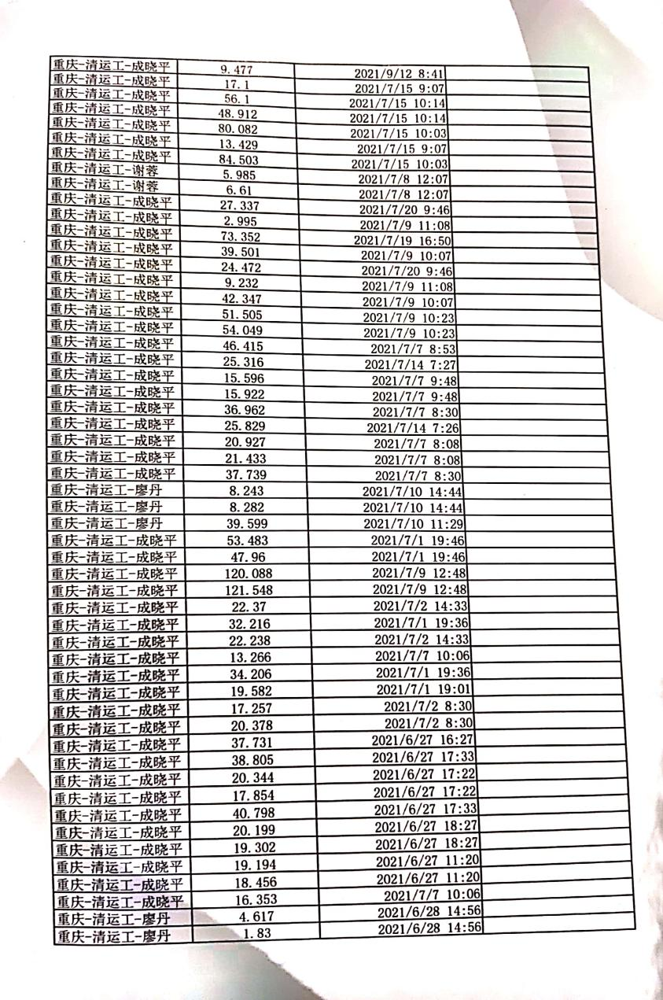 重庆-清运工-成晓平 9.477 2021/9/12 8:41
重庆-清运工-成晓平 17.1 2021/7/15 9:07
重庆-清运工-成晓平 56.1 2021/7/15 10:14
重庆-清运工-成晓平 48.912 2021/7/15 10:14
重庆-清运工-成晓平 80.082 2021/7/15 10:03
重庆-清运工-成晓平 13.429 2021/7/15 9:07
重庆-清运工-成晓平 84.503 2021/7/15 10:03
重庆-清运工-谢蓉 5.985 2021/7/8 12:07
重庆-清运工-谢蓉 6.61 2021/7/8 12:07
重庆-清运工-成晓平 27.337 2021/7/20 9:46
重庆-清运工-成晓平 2.995 2021/7/9 11:08
重庆-清运工-成晓平 73.352 2021/7/19 16:50
重庆-清运工-成晓平 39.501 2021/7/9 10:07
重庆-清运工-成晓平 24.472 2021/7/20 9:46
重庆-清运工-成晓平 9.232 2021/7/9 11:08
重庆-清运工-成晓平 42.347 2021/7/9 10:07
重庆-清运工-成晓平 51.505 2021/7/9 10:23
重庆-清运工-成晓平 54.049 2021/7/9 10:23
重庆-清运工-成晓平 46.415 2021/7/7 8:53
重庆-清运工-成晓平 25.316 2021/7/14 7:27
重庆-清运工-成晓平 15.596 2021/7/7 9:48
重庆-清运工-成晓平 15.922 2021/7/7 9:48
重庆-清运工-成晓平 36.962 2021/7/7 8:30
重庆-清运工-成晓平 25.829 2021/7/14 7:26
重庆-清运工-成晓平 20.927 2021/7/7 8:08
重庆-清运工-成晓平 21.433 2021/7/7 8:08
重庆-清运工-成晓平 37.739 2021/7/7 8:30
重庆-清运工-廖丹 8.243 2021/7/10 14:44
重庆-清运工-廖丹 8.282 2021/7/10 14:44
重庆-清运工-廖丹 39.599 2021/7/10 11:29
重庆-清运工-成晓平 53.483 2021/7/1 19:46
重庆-清运工-成晓平 47.96 2021/7/1 19:46
重庆-清运工-成晓平 120.088 2021/7/9 12:48
重庆-清运工-成晓平 121.548 2021/7/9 12:48
重庆-清运工-成晓平 22.37 2021/7/2 14:33
重庆-清运工-成晓平 32.216 2021/7/1 19:36
重庆-清运工-成晓平 22.238 2021/7/2 14:33
重庆-清运工-成晓平 13.266 2021/7/7 10:06
重庆-清运工-成晓平 34.206 2021/7/1 19:36
重庆-清运工-成晓平 19.582 2021/7/1 19:01
重庆-清运工-成晓平 17.257 2021/7/2 8:30
重庆-清运工-成晓平 20.378 2021/7/2 8:30
重庆-清运工-成晓平 37.731 2021/6/27 16:27
重庆-清运工-成晓平 38.805 2021/6/27 17:33
重庆-清运工-成晓平 20.344 2021/6/27 17:22
重庆-清运工-成晓平 17.854 2021/6/27 17:22
重庆-清运工-成晓平 40.798 2021/6/27 17:33
重庆-清运工-成晓平 20.199 2021/6/27 18:27
重庆-清运工-成晓平 19.302 2021/6/27 18:27
重庆-清运工-成晓平 19.194 2021/6/27 11:20
重庆-清运工-成晓平 18.456 2021/6/27 11:20
重庆-清运工-成晓平 16.353 2021/7/7 10:06
重庆-清运工-廖丹 4.617 2021/6/28 14:56
重庆-清运工-廖丹 1.83 2021/6/28 14:56